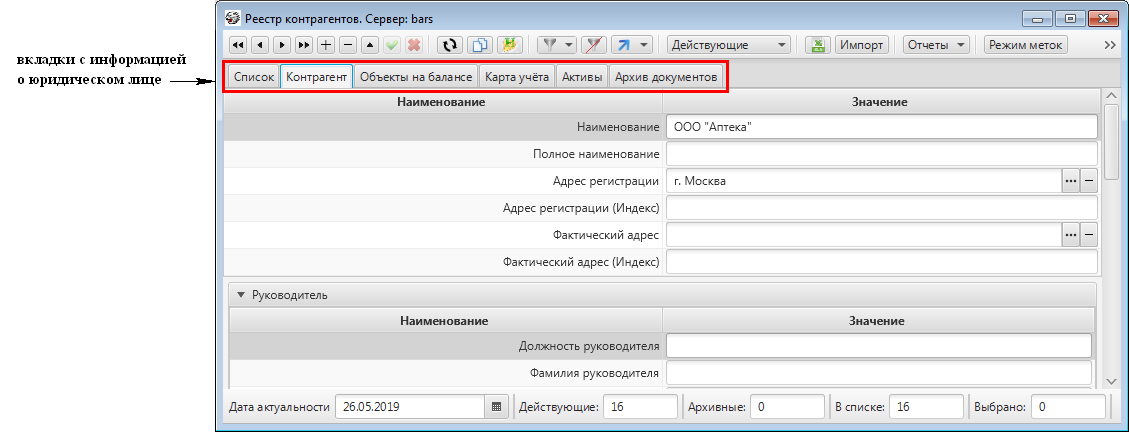 Реестр контрагентов. Сервер: bars
Действующие Импорт Отчеты Режим меток
вкладки с информацией
о юридическом лице
Список Контрагент Объекты на балансе Карта учёта Активы Архив документов
Наименование Значение
Наименование ООО "Аптека"
Полное наименование
Адрес регистрации г. Москва
Адрес регистрации (Индекс)
Фактический адрес
Фактический адрес (Индекс)
Руководитель
Наименование Значение
Должность руководителя
Фамилия руководителя
Дата актуальности 26.05.2019 Действующие: 16 Архивные: 0 В списке: 16 Выбрано: 0